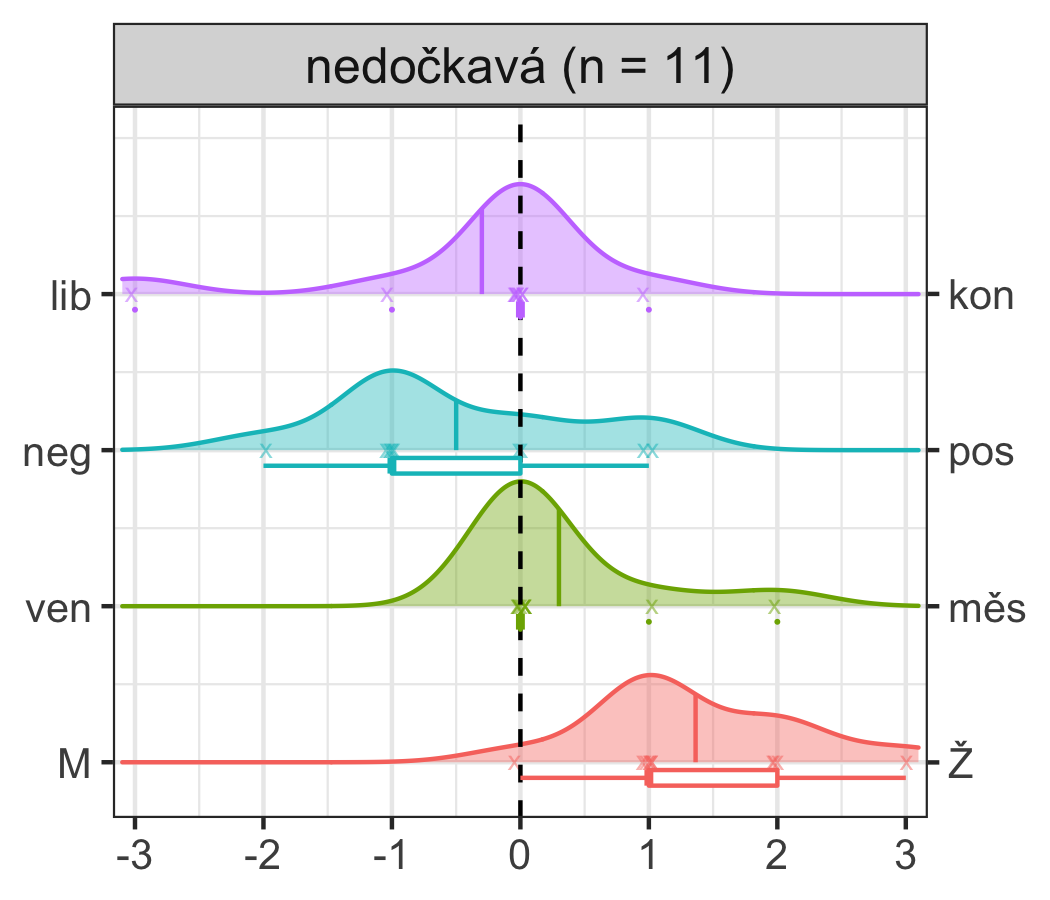 nedočkavá (n = 11)
lib kon
neg pos
ven měs
M Ž
-3 -2 -1 0 1 2 3